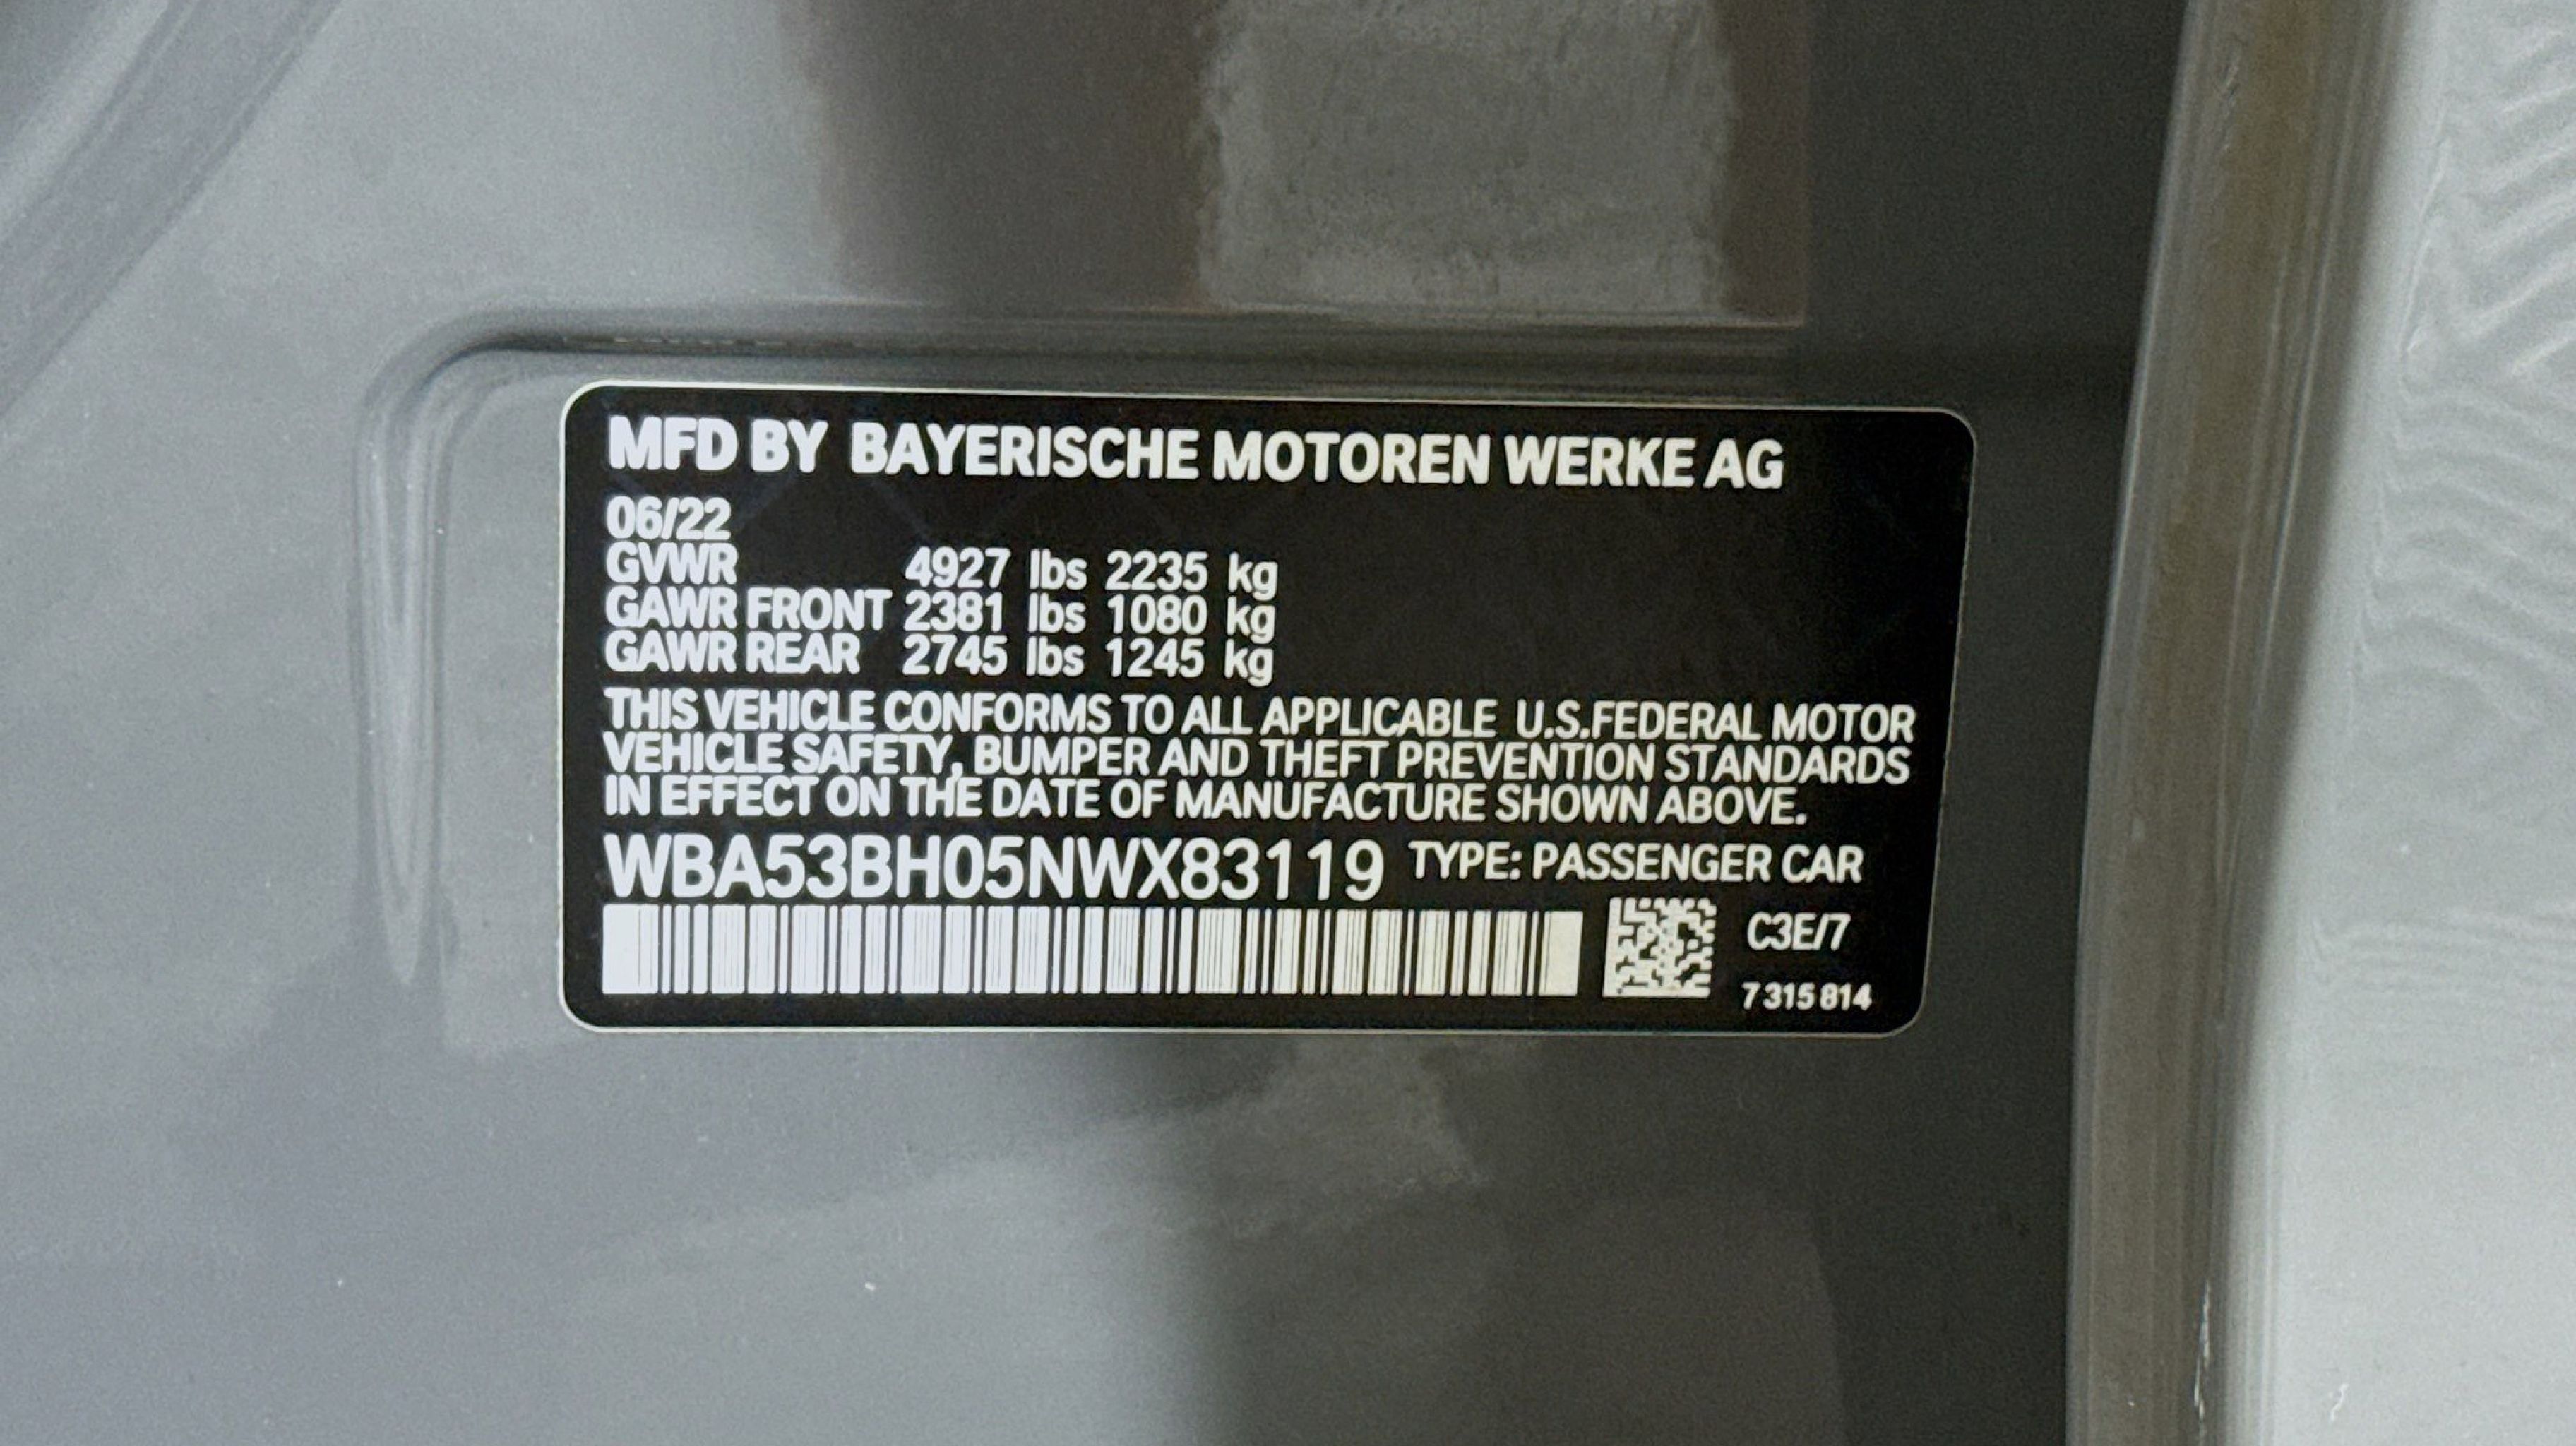 MFD BY BAYERISCHE MOTOREN WERKE AG
06/22
GVWR 4927 lbs 2235 kg
GAWR FRONT 2381 lbs 1080 kg
GAWR REAR 2745 lbs 1245 kg
THIS VEHICLE CONFORMS TO ALL APPLICABLE U.S.FEDERAL MOTOR
VEHICLE SAFETY, BUMPER AND THEFT PREVENTION STANDARDS
IN EFFECT ON THE DATE OF MANUFACTURE SHOWN ABOVE.
WBA53BH05NWX83119 TYPE: PASSENGER CAR
C3E/7
7 315 814